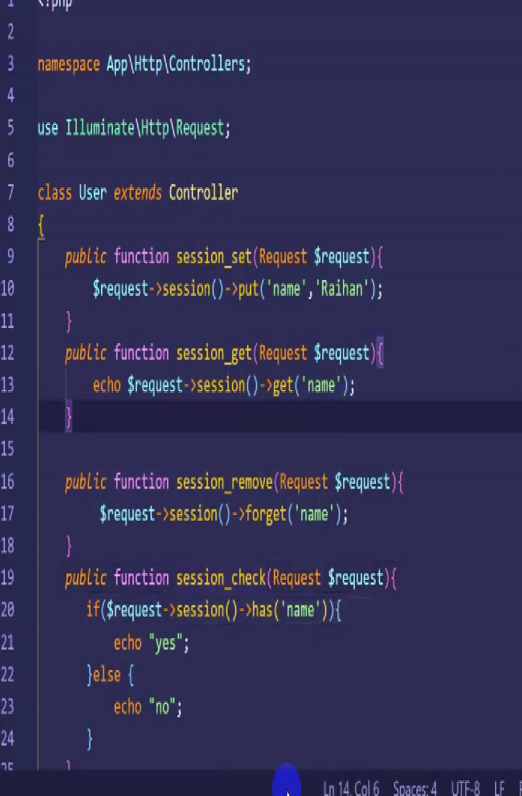 1 <?php
2
3 namespace App\Http\Controllers;
4
5 use Illuminate\Http\Request;
6
7 class User extends Controller
8 {
9 public function session_set(Request $request){
10 $request->session()->put('name','Raihan');
11 }
12 public function session_get(Request $request){
13 echo $request->session()->get('name');
14 }
15
16 public function session_remove(Request $request){
17 $request->session()->forget('name');
18 }
19 public function session_check(Request $request){
20 if($request->session()->has('name')){
21 echo "yes";
22 }else {
23 echo "no";
24 }
25 }
Ln 14, Col 6 Spaces: 4 UTF-8 LF